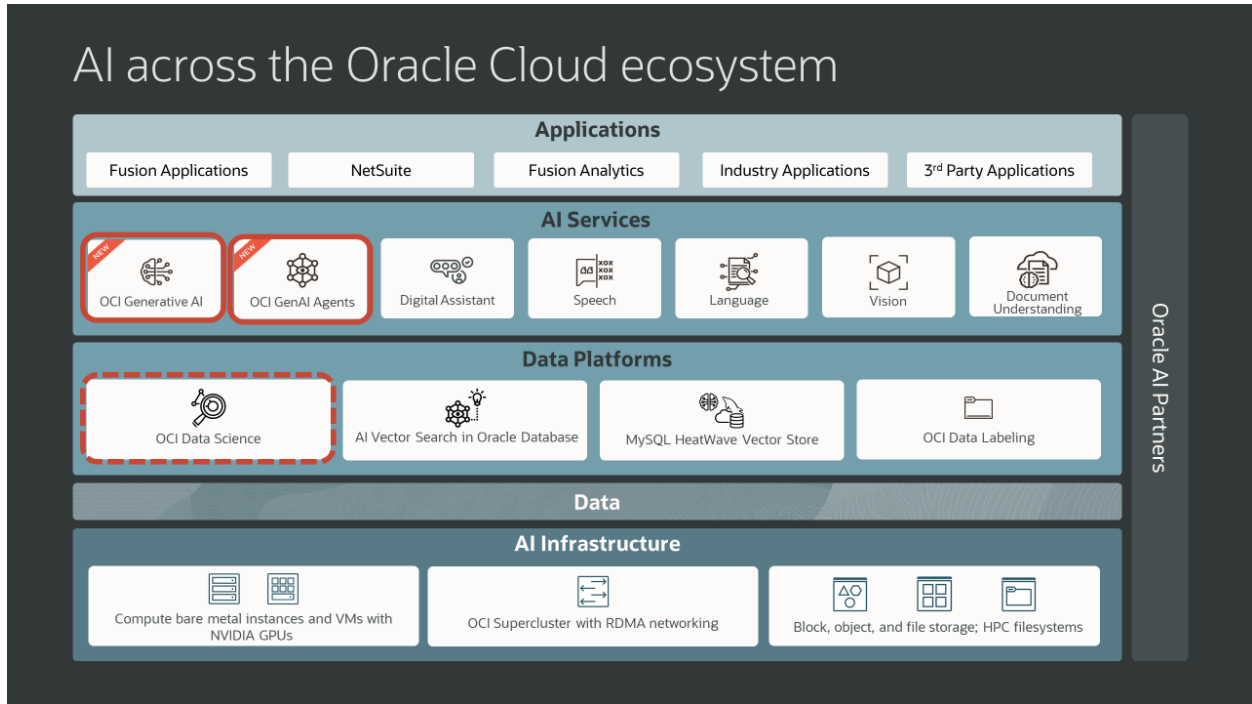 AI across the Oracle Cloud ecosystem
Applications
Fusion Applications
NetSuite
Fusion Analytics
Industry Applications
3rd Party Applications
AI Services
NEW
OCI Generative AI
NEW
OCI GenAI Agents
Digital Assistant
Speech
Language
Vision
Document
Understanding
Data Platforms
OCI Data Science
AI Vector Search in Oracle Database
MySQL HeatWave Vector Store
OCI Data Labeling
Data
AI Infrastructure
Compute bare metal instances and VMs with
NVIDIA GPUs
OCI Supercluster with RDMA networking
Block, object, and file storage; HPC filesystems
Oracle AI Partners